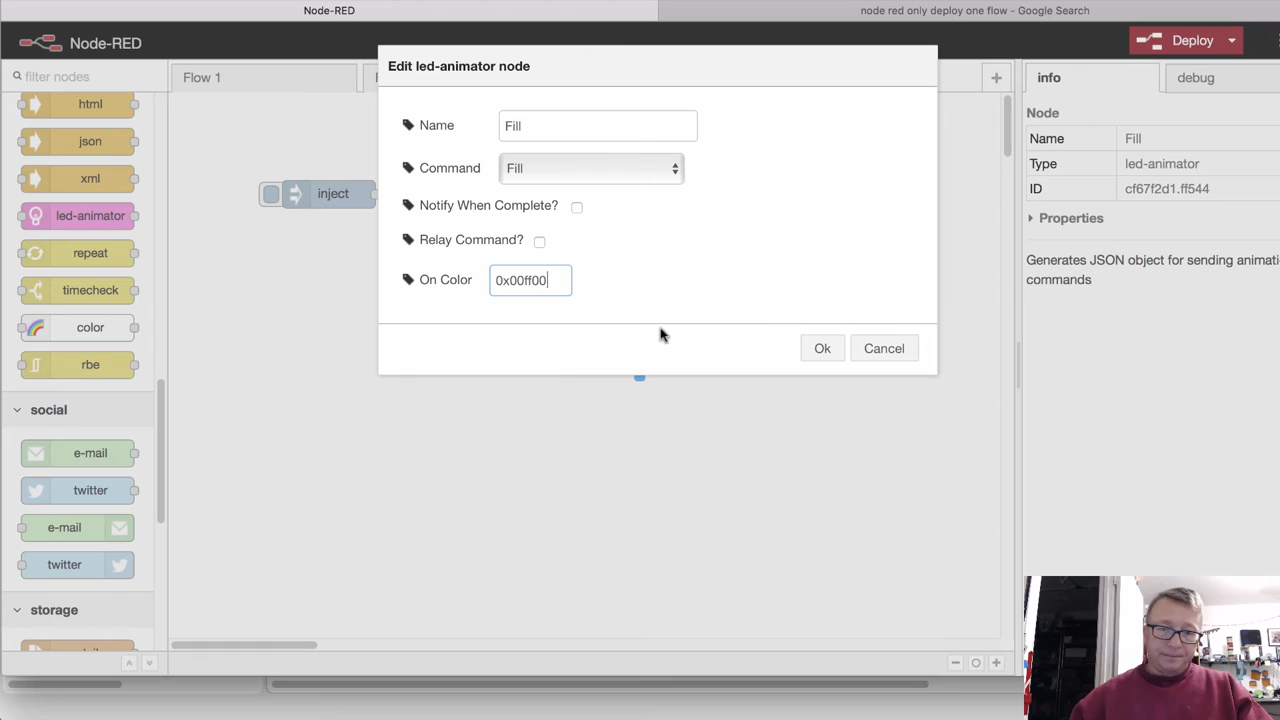 Node-RED
node red only deploy one flow - Google Search
Node-RED
Deploy
filter nodes
Flow 1
Edit led-animator node
info
debug
Name
Fill
Command
Fill
Notify When Complete?
Relay Command?
On Color
0x00ff00
Ok
Cancel
html
json
xml
led-animator
repeat
timecheck
color
rbe
social
e-mail
twitter
e-mail
twitter
storage
inject
Node
Name Fill
Type led-animator
ID cf67f2d1.ff544
Properties
Generates JSON object for sending animati
commands